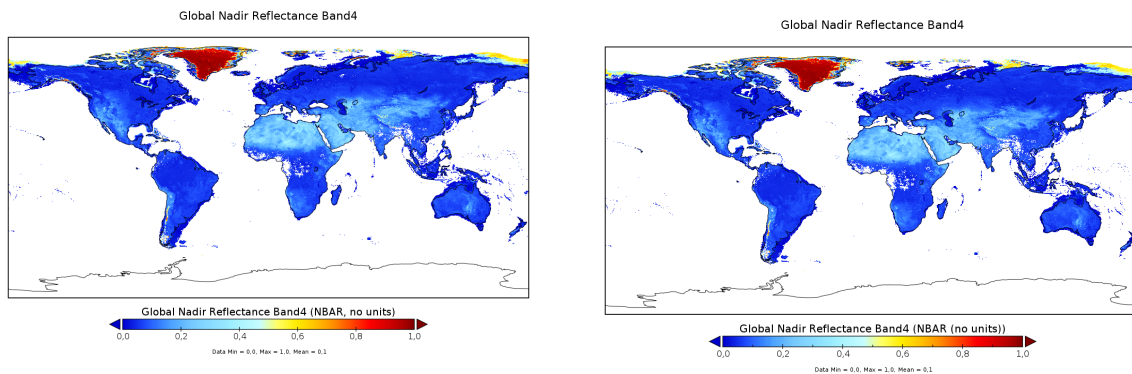 Global Nadir Reflectance Band4
Global Nadir Reflectance Band4 (NBAR, no units)
0,0 0,2 0,4 0,6 0,8 1,0
Data Min = 0,0, Max = 1,0, Mean = 0,1
Global Nadir Reflectance Band4
Global Nadir Reflectance Band4 (NBAR (no units))
0,0 0,2 0,4 0,6 0,8 1,0
Data Min = 0,0, Max = 1,0, Mean = 0,1